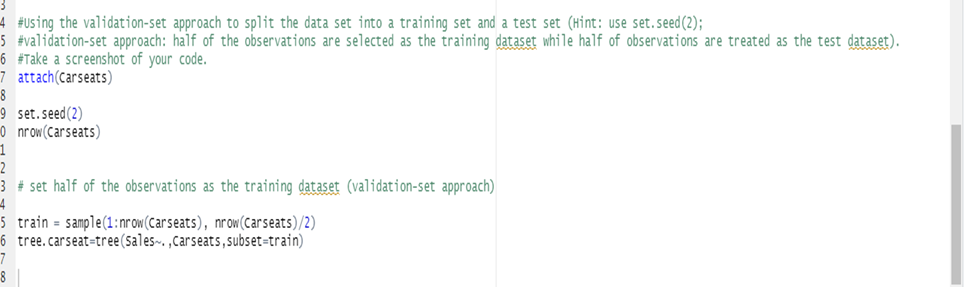 3
4 #Using the validation-set approach to split the data set into a training set and a test set (Hint: use set.seed(2);
5 #validation-set approach: half of the observations are selected as the training dataset while half of observations are treated as the test dataset).
6 #Take a screenshot of your code.
7 attach(Carseats)
8
9 set.seed(2)
0 nrow(Carseats)
1
2
3 # set half of the observations as the training dataset (validation-set approach)
4
5 train = sample(1:nrow(Carseats), nrow(Carseats)/2)
6 tree.carseat=tree(Sales~.,Carseats,subset=train)
7
8